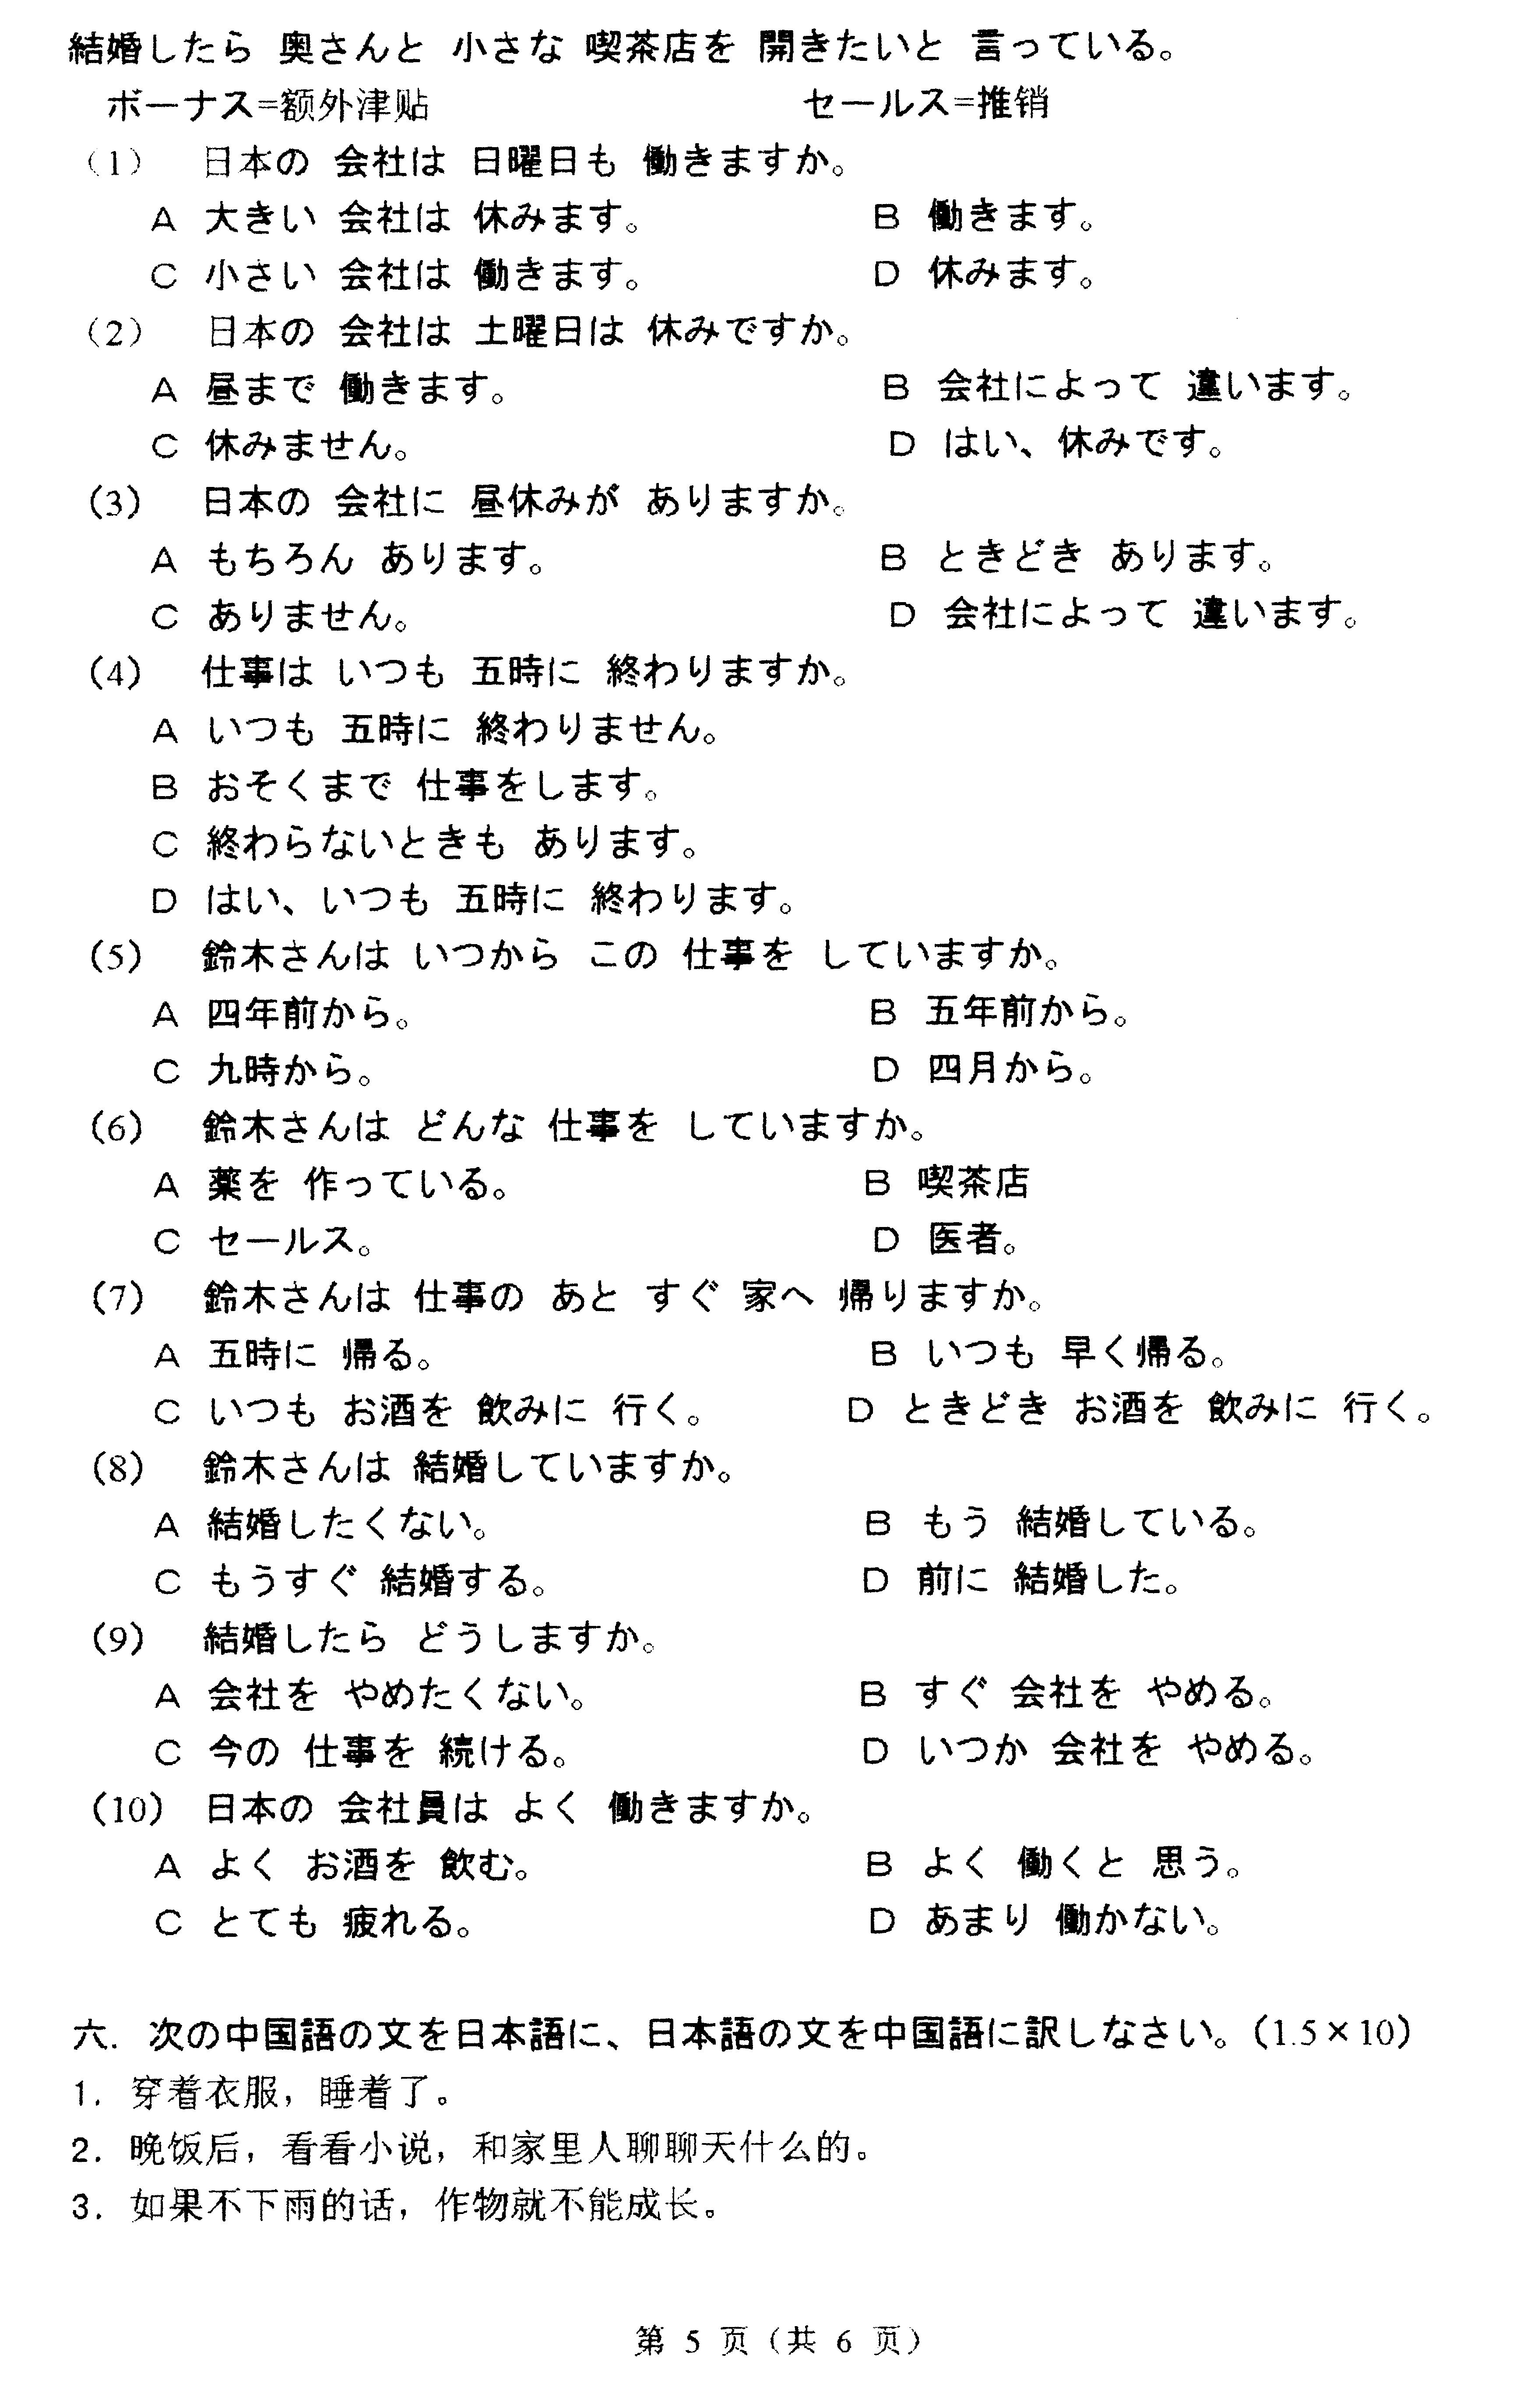 結婚したら 奥さんと 小さな 喫茶店を 開きたいと 言っている。
ボーナス=额外津贴 セールス=推销
(1) 日本の 会社は 日曜日も 働きますか。
A 大きい 会社は 休みます。 B 働きます。
C 小さい 会社は 働きます。 D 休みます。
(2) 日本の 会社は 土曜日は 休みですか。
A 昼まで 働きます。 B 会社によって 違います。
C 休みません。 D はい、休みです。
(3) 日本の 会社に 昼休みが ありますか。
A もちろん あります。 B ときどき あります。
C ありません。 D 会社によって 違います。
(4) 仕事は いつも 五時に 終わりますか。
A いつも 五時に 終わりません。
B おそくまで 仕事をします。
C 終わらないときも あります。
D はい、いつも 五時に 終わります。
(5) 鈴木さんは いつから この 仕事を していますか。
A 四年前から。 B 五年前から。
C 九時から。 D 四月から。
(6) 鈴木さんは どんな 仕事を していますか。
A 薬を 作っている。 B 喫茶店
C セールス。 D 医者。
(7) 鈴木さんは 仕事の あと すぐ 家へ 帰りますか。
A 五時に 帰る。 B いつも 早く帰る。
C いつも お酒を 飲みに 行く。 D ときどき お酒を 飲みに 行く。
(8) 鈴木さんは 結婚していますか。
A 結婚したくない。 B もう 結婚している。
C もうすぐ 結婚する。 D 前に 結婚した。
(9) 結婚したら どうしますか。
A 会社を やめたくない。 B すぐ 会社を やめる。
C 今の 仕事を 続ける。 D いつか 会社を やめる。
(10) 日本の 会社員は よく 働きますか。
A よく お酒を 飲む。 B よく 働くと 思う。
C とても 疲れる。 D あまり 働かない。
六. 次の中国語の文を日本語に、日本語の文を中国語に訳しなさい。(1.5×10)
1. 穿着衣服，睡着了。
2. 晚饭后，看看小说，和家里人聊聊天什么的。
3. 如果不下雨的话，作物就不能成长。
第 5 页（共 6 页）